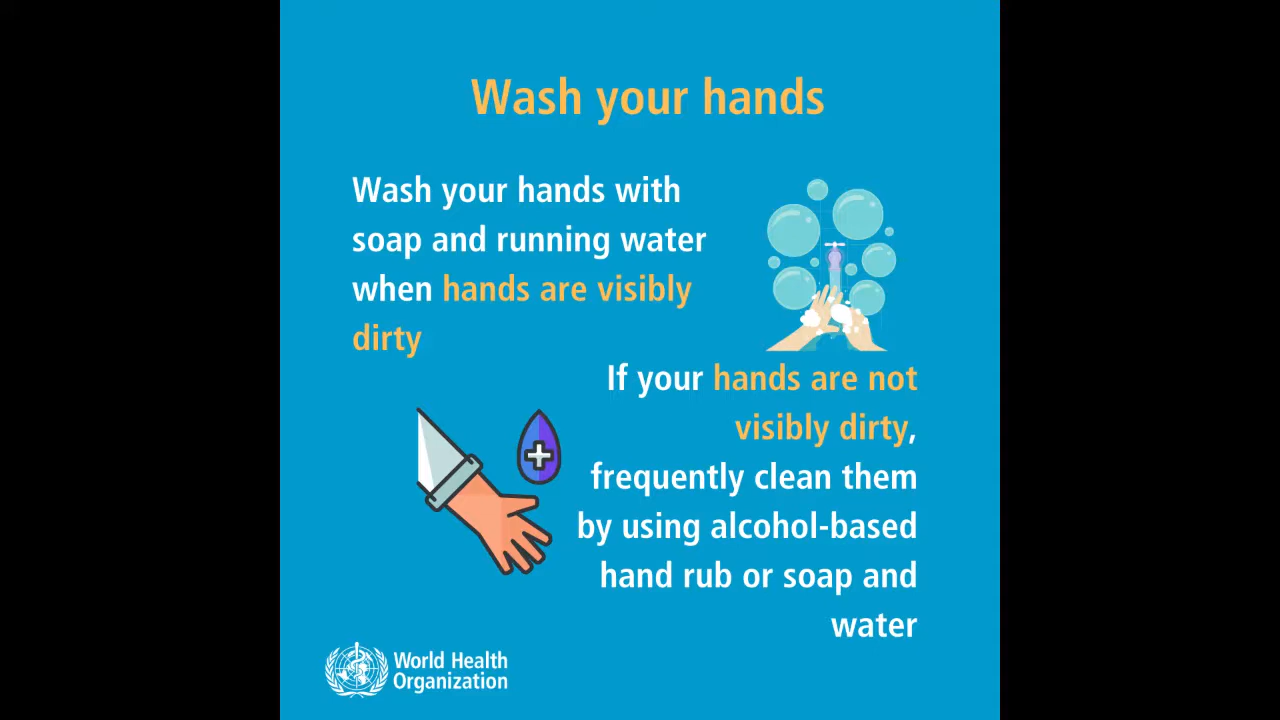 Wash your hands
Wash your hands with
soap and running water
when hands are visibly
dirty
If your hands are not
visibly dirty,
frequently clean them
by using alcohol-based
hand rub or soap and
water
World Health
Organization